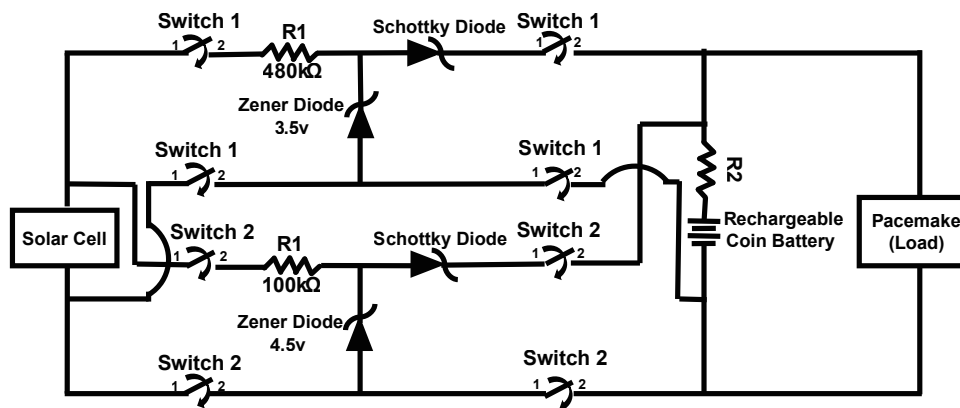 Switch 1
1 2
R1
480kΩ
Schottky Diode
Switch 1
1 2
Zener Diode
3.5v
Switch 1
1 2
Switch 1
1 2
R2
Solar Cell
Switch 2
1 2
R1
100kΩ
Schottky Diode
Switch 2
1 2
Rechargeable
Coin Battery
Pacemake
(Load)
Zener Diode
4.5v
Switch 2
1 2
Switch 2
1 2